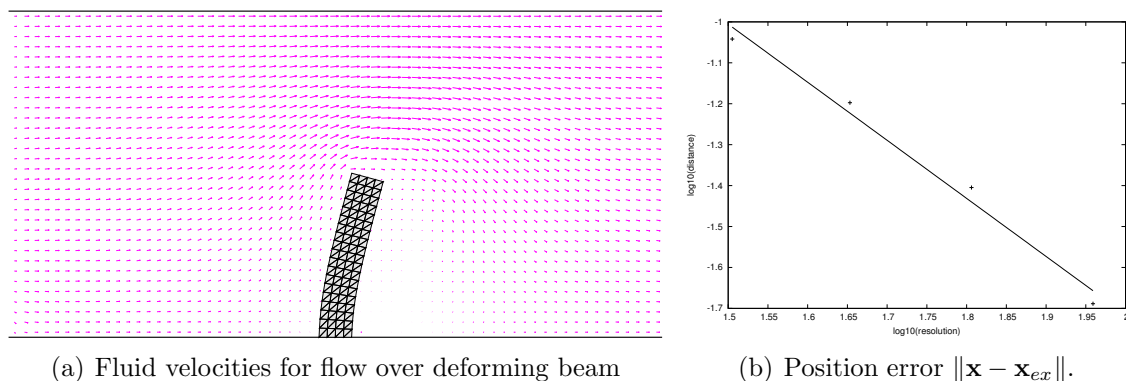 -1
-1.1
-1.2
-1.3
-1.4
-1.5
-1.6
-1.7
log10(distance)
1.5 1.55 1.6 1.65 1.7 1.75 1.8 1.85 1.9 1.95 2
log10(resolution)
(a) Fluid velocities for flow over deforming beam
(b) Position error ‖x − x_ex‖.